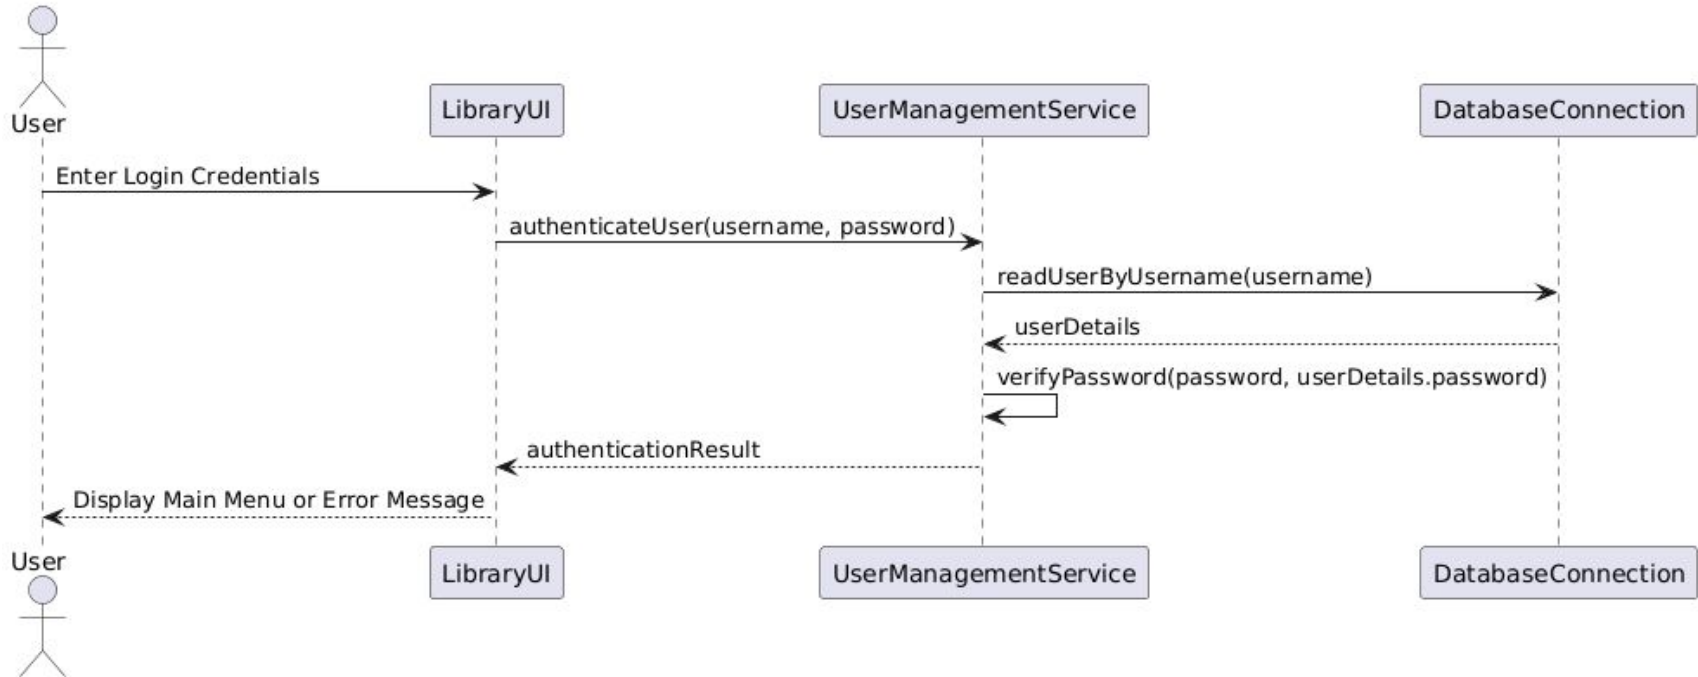 User
LibraryUI
UserManagementService
DatabaseConnection
Enter Login Credentials
authenticateUser(username, password)
readUserByUsername(username)
userDetails
verifyPassword(password, userDetails.password)
authenticationResult
Display Main Menu or Error Message
User
LibraryUI
UserManagementService
DatabaseConnection